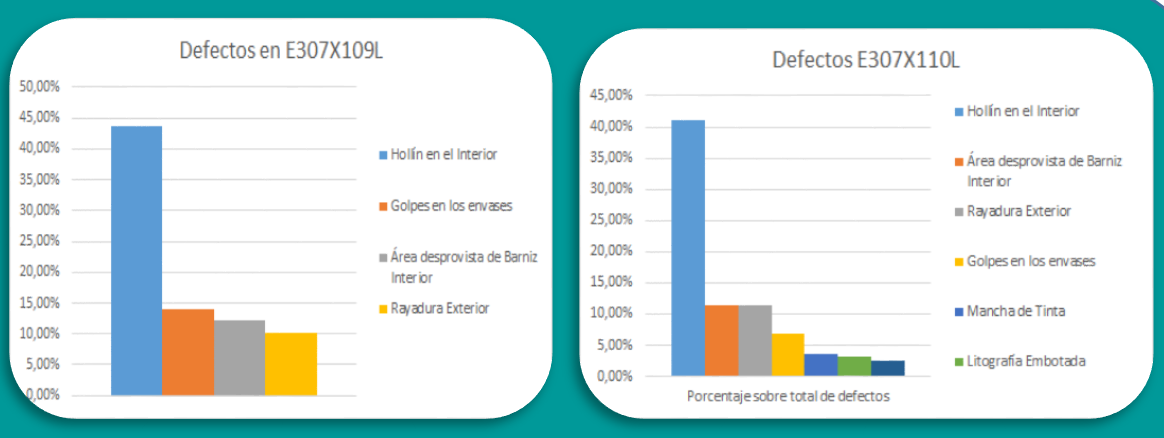 Defectos en E307X109L
50,00%
45,00%
40,00%
35,00%
30,00%
25,00%
20,00%
15,00%
10,00%
5,00%
0,00%
Hollín en el Interior
Golpes en los envases
Área desprovista de Barniz
Interior
Rayadura Exterior
Defectos E307X110L
45,00%
40,00%
35,00%
30,00%
25,00%
20,00%
15,00%
10,00%
5,00%
0,00%
Porcentaje sobre total de defectos
Hollín en el Interior
Área desprovista de Barniz
Interior
Rayadura Exterior
Golpes en los envases
Mancha de Tinta
Litografía Embotada